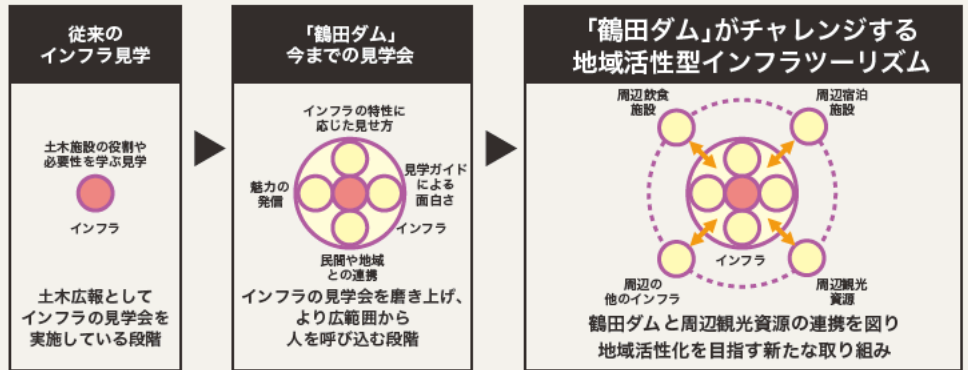 従来の
インフラ見学
土木施設の役割や
必要性を学ぶ見学
インフラ
土木広報として
インフラの見学会を
実施している段階
「鶴田ダム」
今までの見学会
インフラの特性に
応じた見せ方
魅力の
発信
見学ガイド
による
面白さ
インフラ
民間や地域
との連携
インフラの見学会を磨き上げ、
より広範囲から
人を呼び込む段階
「鶴田ダム」がチャレンジする
地域活性型インフラツーリズム
周辺飲食
施設
周辺宿泊
施設
インフラ
周辺の
他のインフラ
周辺観光
資源
鶴田ダムと周辺観光資源の連携を図り
地域活性化を目指す新たな取り組み